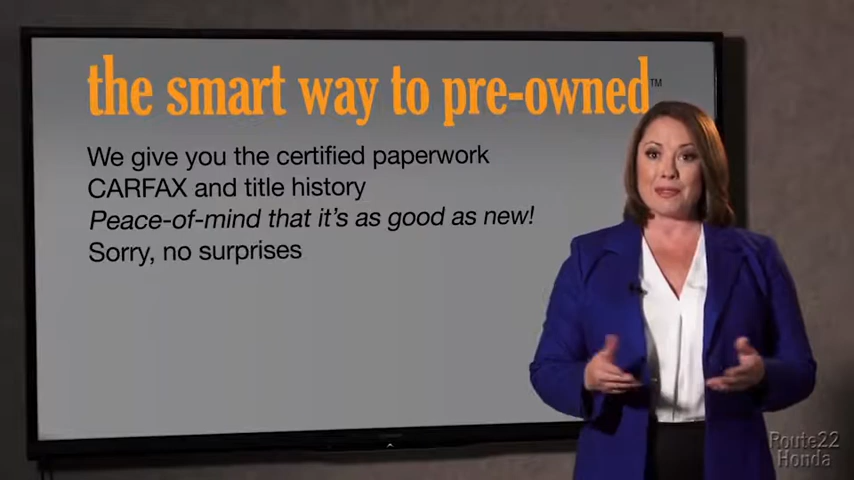 the smart way to pre-owned™
We give you the certified paperwork
CARFAX and title history
Peace-of-mind that it's as good as new!
Sorry, no surprises
Route22
Honda